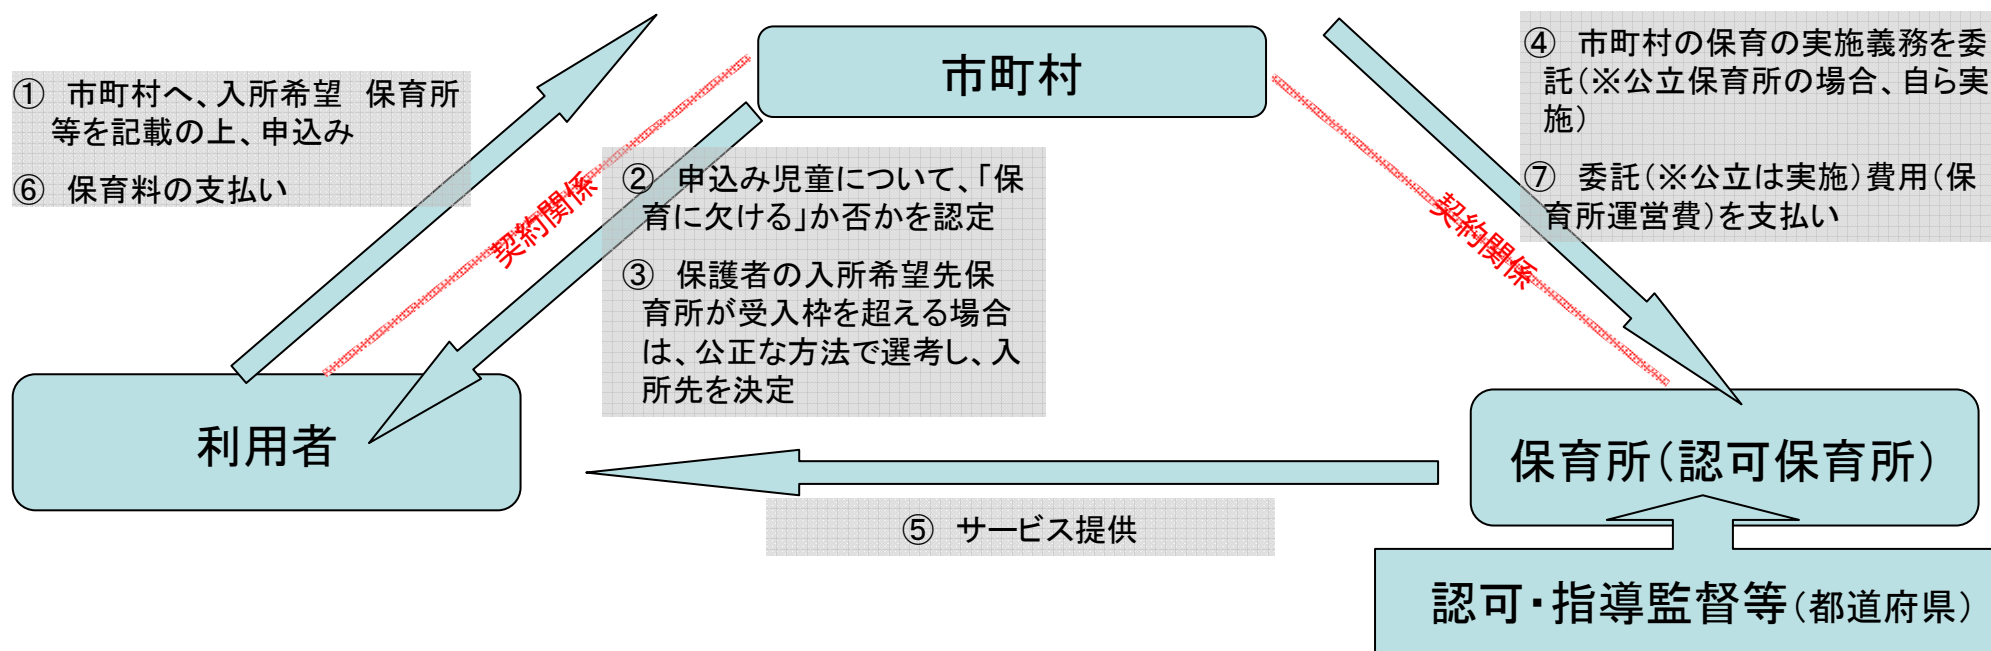 市町村
① 市町村へ、入所希望 保育所
等を記載の上、申込み
⑥ 保育料の支払い
契約関係
② 申込み児童について、「保
育に欠ける」か否かを認定
③ 保護者の入所希望先保
育所が受入枠を超える場合
は、公正な方法で選考し、入
所先を決定
④ 市町村の保育の実施義務を委
託(※公立保育所の場合、自ら実
施)
⑦ 委託(※公立は実施)費用(保
育所運営費)を支払い
契約関係
利用者
保育所(認可保育所)
⑤ サービス提供
認可・指導監督等(都道府県)